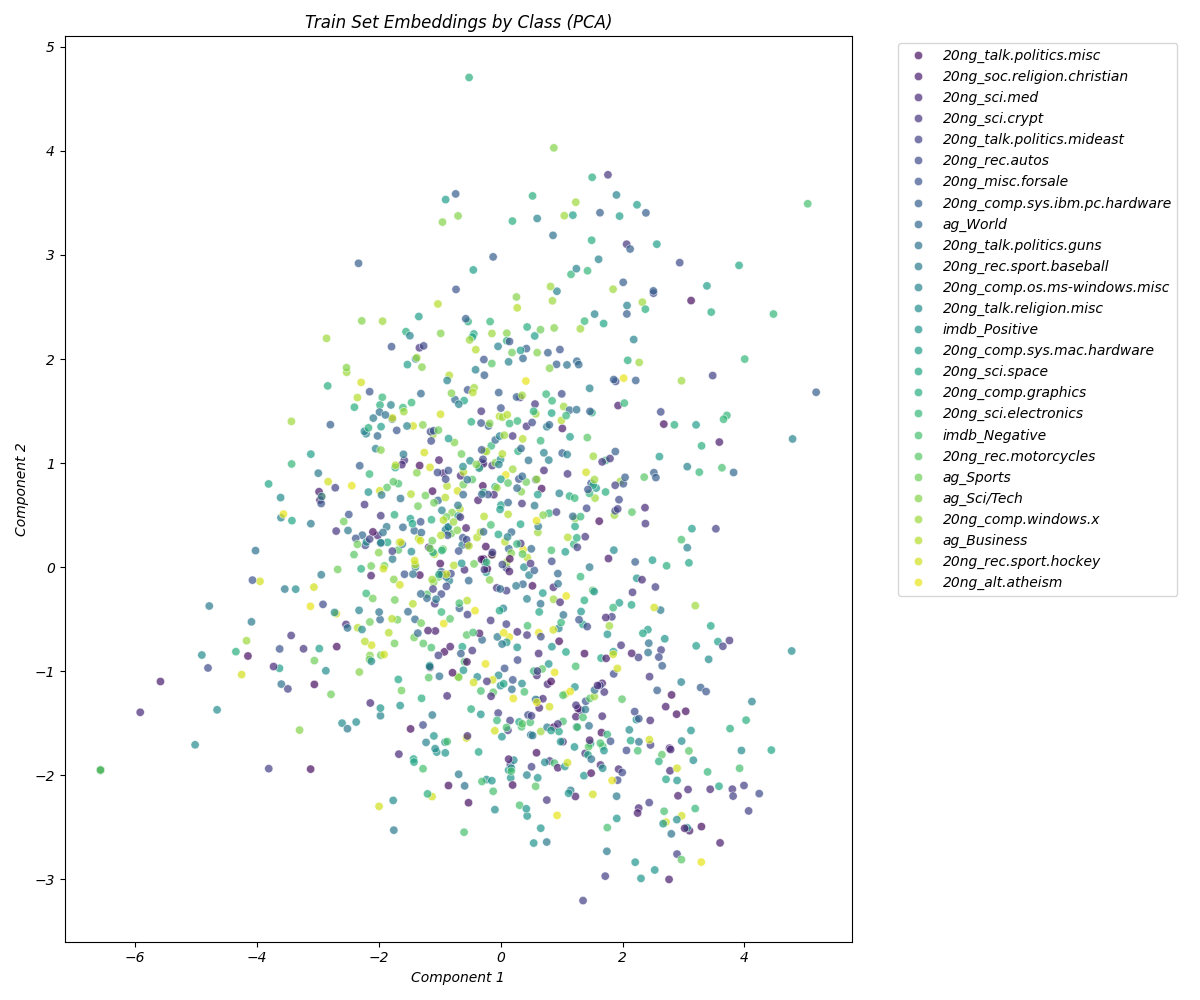 Train Set Embeddings by Class (PCA)
5
4
3
2
1
0
−1
−2
−3
Component 2
−6
−4
−2
0
2
4
Component 1
20ng_talk.politics.misc
20ng_soc.religion.christian
20ng_sci.med
20ng_sci.crypt
20ng_talk.politics.mideast
20ng_rec.autos
20ng_misc.forsale
20ng_comp.sys.ibm.pc.hardware
ag_World
20ng_talk.politics.guns
20ng_rec.sport.baseball
20ng_comp.os.ms-windows.misc
20ng_talk.religion.misc
imdb_Positive
20ng_comp.sys.mac.hardware
20ng_sci.space
20ng_comp.graphics
20ng_sci.electronics
imdb_Negative
20ng_rec.motorcycles
ag_Sports
ag_Sci/Tech
20ng_comp.windows.x
ag_Business
20ng_rec.sport.hockey
20ng_alt.atheism